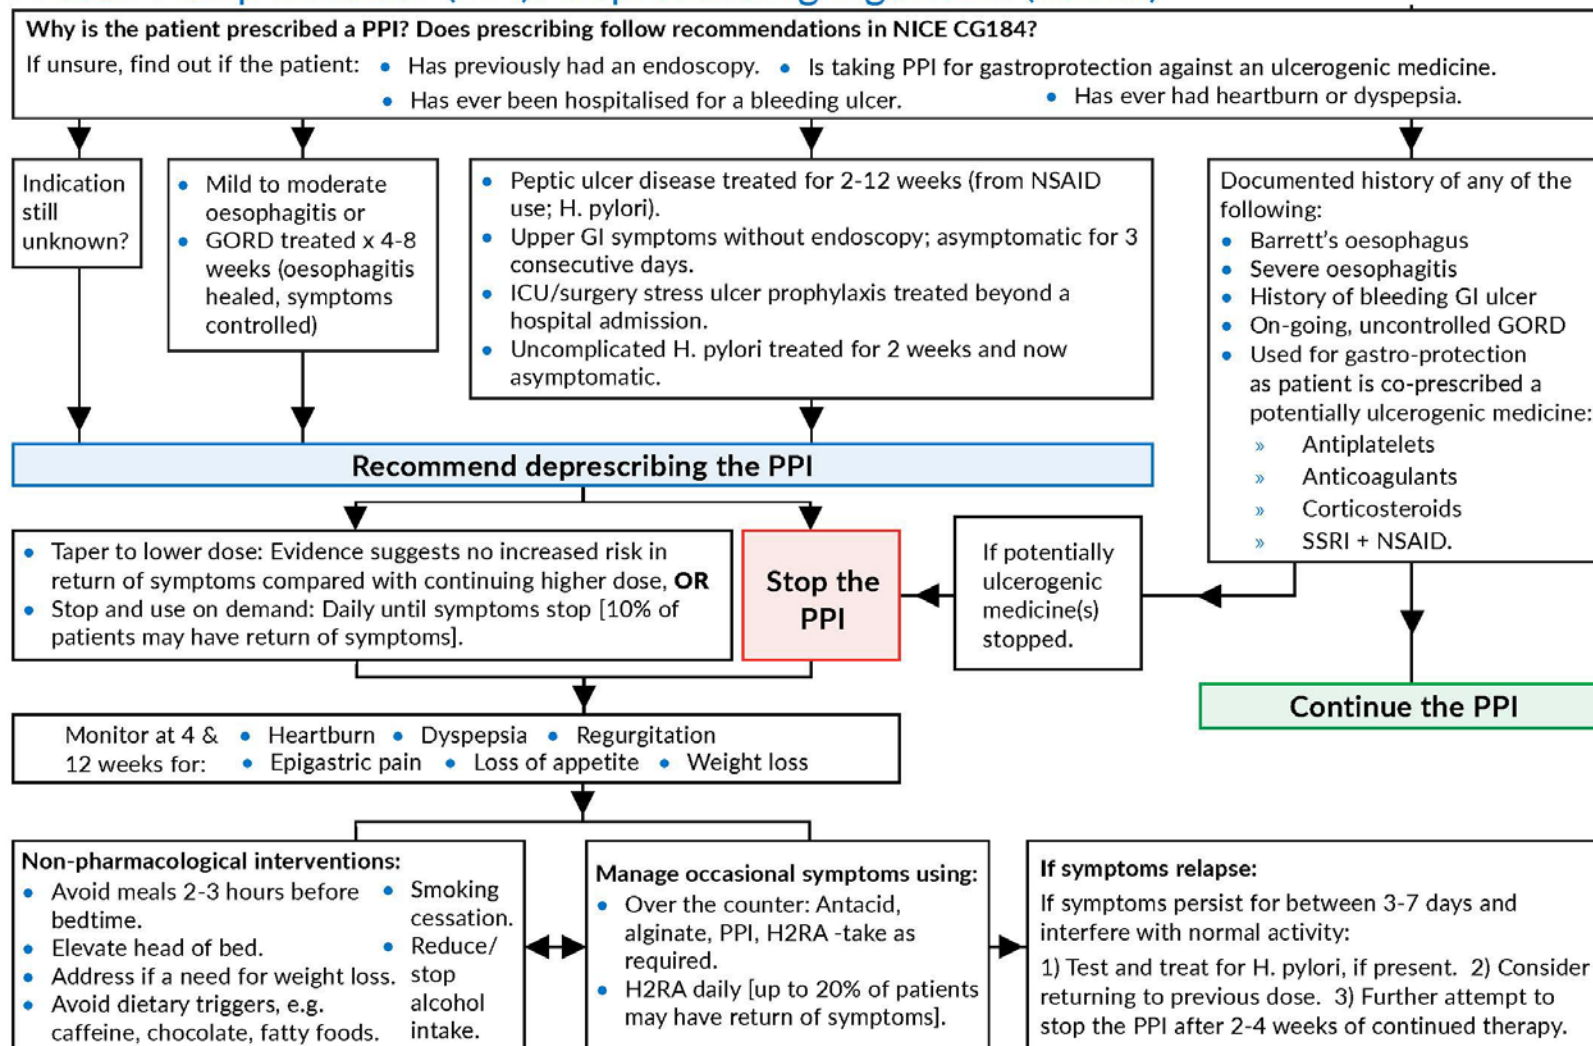 Why is the patient prescribed a PPI? Does prescribing follow recommendations in NICE CG184?
If unsure, find out if the patient: • Has previously had an endoscopy. • Is taking PPI for gastroprotection against an ulcerogenic medicine.
• Has ever been hospitalised for a bleeding ulcer. • Has ever had heartburn or dyspepsia.
Indication
still
unknown?
• Mild to moderate
oesophagitis or
• GORD treated x 4-8
weeks (oesophagitis
healed, symptoms
controlled)
• Peptic ulcer disease treated for 2-12 weeks (from NSAID
use; H. pylori).
• Upper GI symptoms without endoscopy; asymptomatic for 3
consecutive days.
• ICU/surgery stress ulcer prophylaxis treated beyond a
hospital admission.
• Uncomplicated H. pylori treated for 2 weeks and now
asymptomatic.
Documented history of any of the
following:
• Barrett's oesophagus
• Severe oesophagitis
• History of bleeding GI ulcer
• On-going, uncontrolled GORD
• Used for gastro-protection
as patient is co-prescribed a
potentially ulcerogenic medicine:
» Antiplatelets
» Anticoagulants
» Corticosteroids
» SSRI + NSAID.
Recommend deprescribing the PPI
• Taper to lower dose: Evidence suggests no increased risk in
return of symptoms compared with continuing higher dose, OR
• Stop and use on demand: Daily until symptoms stop [10% of
patients may have return of symptoms].
Stop the
PPI
If potentially
ulcerogenic
medicine(s)
stopped.
Continue the PPI
Monitor at 4 & • Heartburn • Dyspepsia • Regurgitation
12 weeks for: • Epigastric pain • Loss of appetite • Weight loss
Non-pharmacological interventions:
• Avoid meals 2-3 hours before
bedtime.
• Elevate head of bed.
• Address if a need for weight loss.
• Avoid dietary triggers, e.g.
caffeine, chocolate, fatty foods.
• Smoking
cessation.
• Reduce/
stop
alcohol
intake.
Manage occasional symptoms using:
• Over the counter: Antacid,
alginate, PPI, H2RA -take as
required.
• H2RA daily [up to 20% of patients
may have return of symptoms].
If symptoms relapse:
If symptoms persist for between 3-7 days and
interfere with normal activity:
1) Test and treat for H. pylori, if present. 2) Consider
returning to previous dose. 3) Further attempt to
stop the PPI after 2-4 weeks of continued therapy.